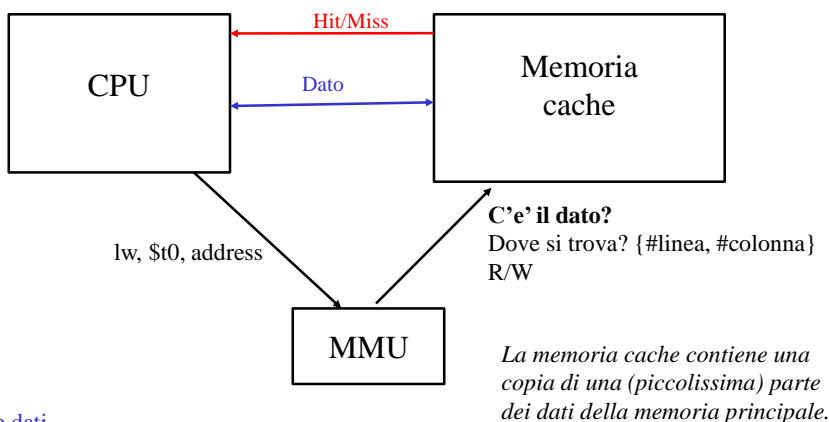 Hit/Miss
CPU
Memoria
cache
Dato
C'e' il dato?
Dove si trova? {#linea, #colonna}
R/W
lw, $t0, address
MMU
La memoria cache contiene una
copia di una (piccolissima) parte
dei dati della memoria principale.
dati